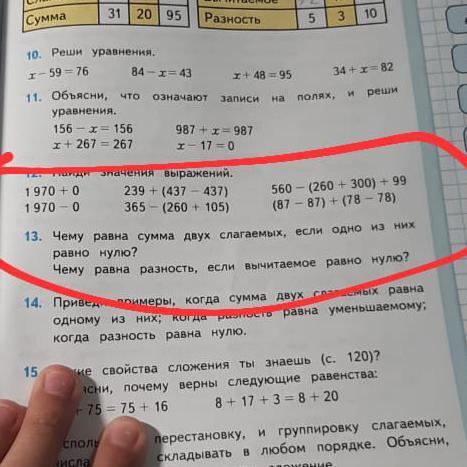 Сумма 31 20 95
Разность 5 3 10
10. Реши уравнения.
x − 59 = 76 84 − x = 43 x + 48 = 95 34 + x = 82
11. Объясни, что означают записи на полях, и реши
уравнения.
156 − x = 156 987 + x = 987
x + 267 = 267 x − 17 = 0
12. Найди значения выражений.
1 970 + 0 239 + (437 − 437) 560 − (260 + 300) + 99
1 970 − 0 365 − (260 + 105) (87 − 87) + (78 − 78)
13. Чему равна сумма двух слагаемых, если одно из них
равно нулю?
Чему равна разность, если вычитаемое равно нулю?
14. Приведи примеры, когда сумма двух слагаемых равна
одному из них; когда разность равна уменьшаемому;
когда разность равна нулю.
15 свойства сложения ты знаешь (с. 120)?
почему верны следующие равенства:
+ 75 = 75 + 16 8 + 17 + 3 = 8 + 20
перестановку, и группировку слагаемых,
складывать в любом порядке. Объясни,